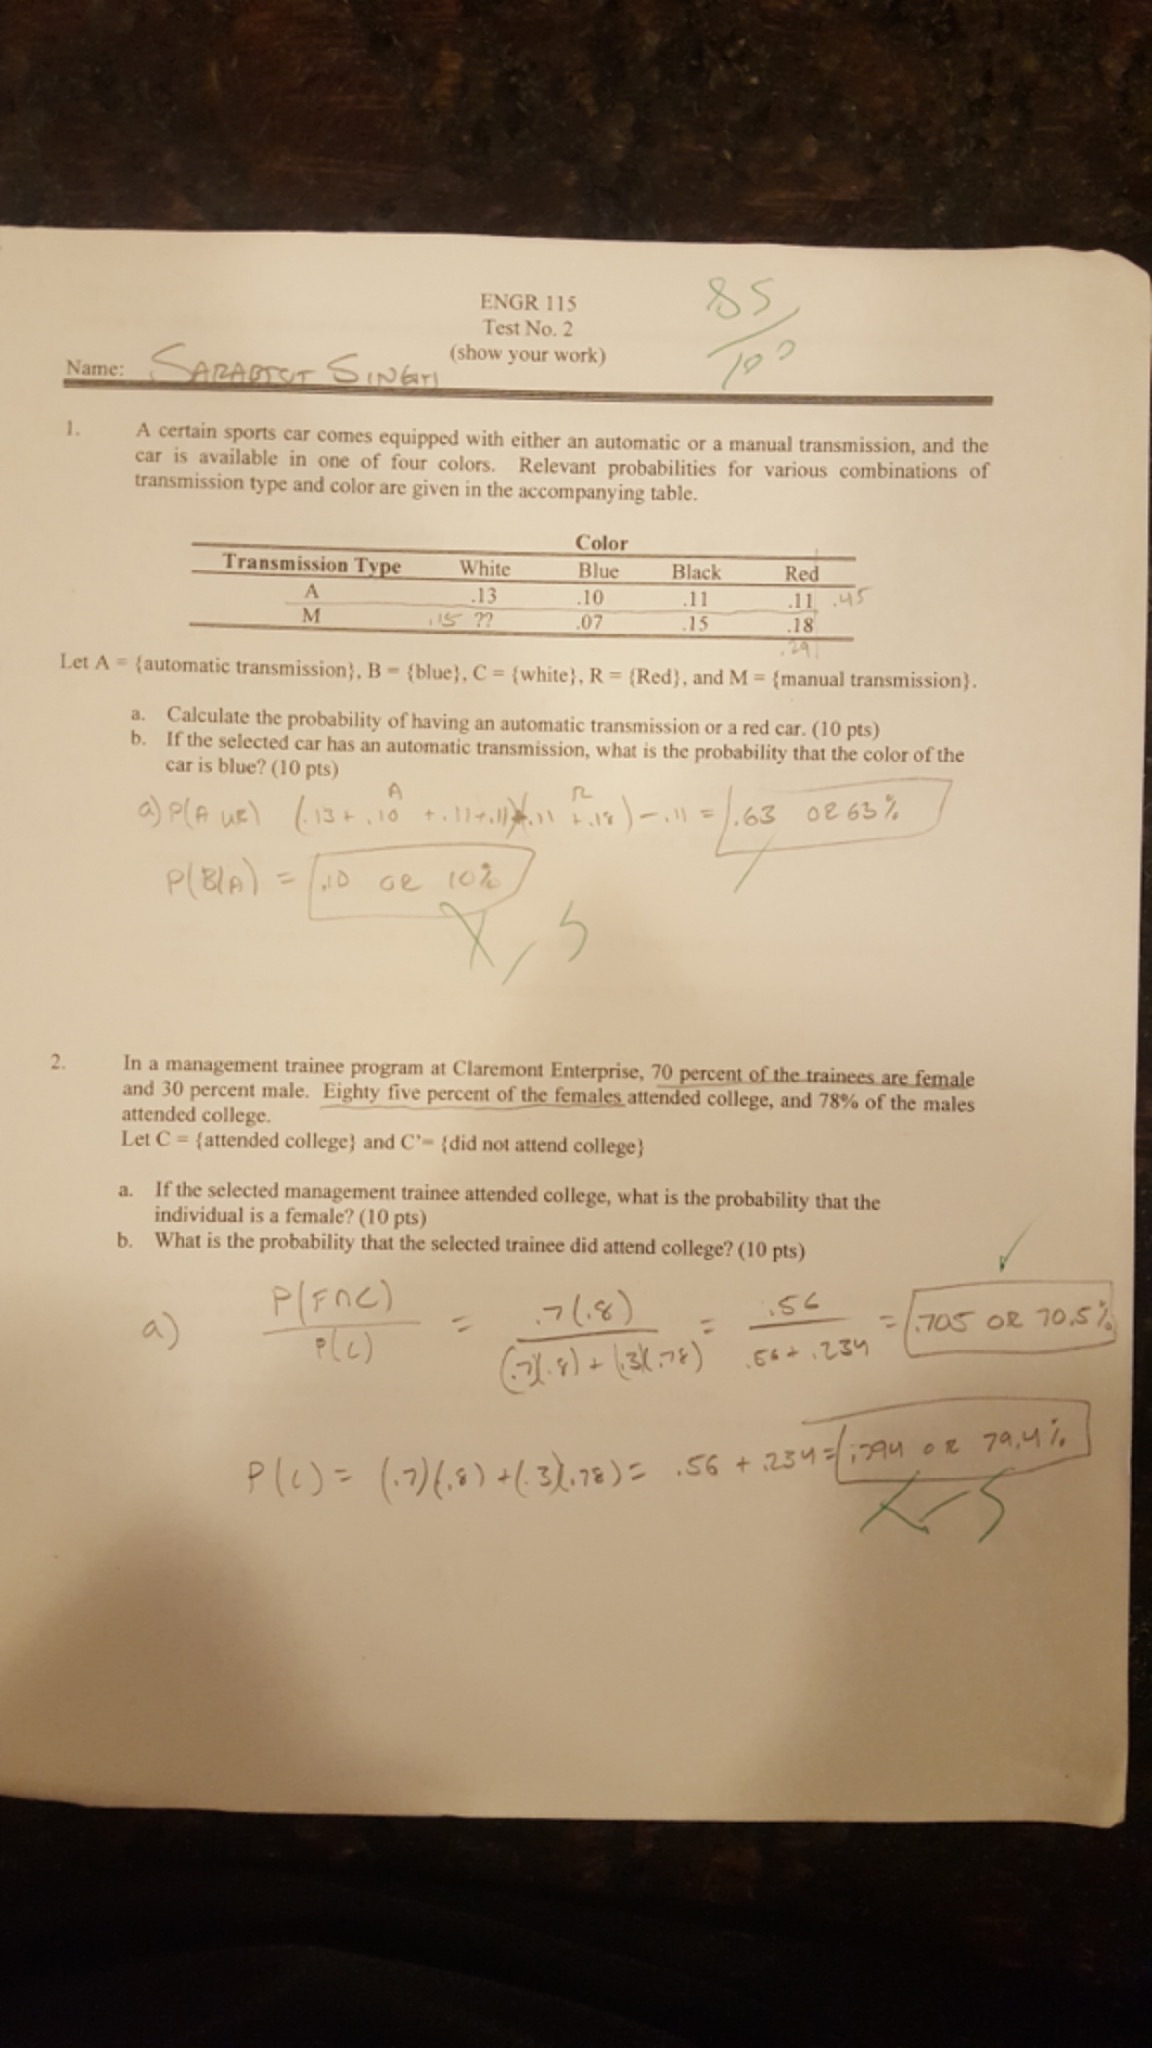 ENGR 115
Test No. 2
(show your work)
85/100
Name: SARABJOT SINGH
1. A certain sports car comes equipped with either an automatic or a manual transmission, and the
car is available in one of four colors. Relevant probabilities for various combinations of
transmission type and color are given in the accompanying table.
Color
Transmission Type White Blue Black Red
A .13 .10 .11 .11 .45
M .15 ?? .07 .15 .18
.29
Let A = {automatic transmission}, B = {blue}, C = {white}, R = {Red}, and M = {manual transmission}.
a. Calculate the probability of having an automatic transmission or a red car. (10 pts)
b. If the selected car has an automatic transmission, what is the probability that the color of the
car is blue? (10 pts)
A R
a) P(A UR) (.13 + .10 + .11+.11)+(.11 +.18) - .11 = .63 OR 63%
P(B|A) = .10 OR 10%
X, 5
2. In a management trainee program at Claremont Enterprise, 70 percent of the trainees are female
and 30 percent male. Eighty five percent of the females attended college, and 78% of the males
attended college.
Let C = {attended college} and C'= {did not attend college}
a. If the selected management trainee attended college, what is the probability that the
individual is a female? (10 pts)
b. What is the probability that the selected trainee did attend college? (10 pts)
a) P(F∩C)/P(C) = .7(.8)/(.7)(.8) + (.3)(.78) = .56/.56+ .234 = .705 OR 70.5%
P(C) = (.7)(.8) +(.3)(.78) = .56 + .234 = .794 OR 79.4%
X-5